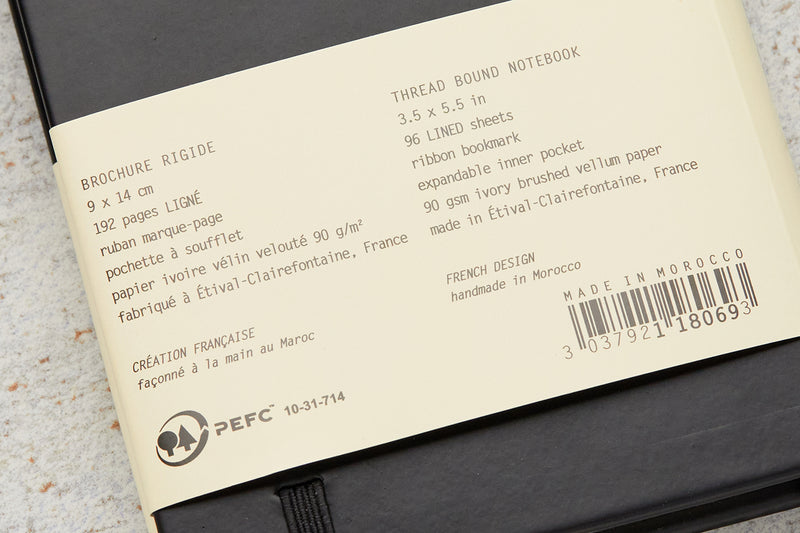 BROCHURE RIGIDE
9 x 14 cm
192 pages LIGNÉ
ruban marque-page
pochette à soufflet
papier ivoire vélin velouté 90 g/m²
fabriqué à Étival-Clairefontaine, France
CRÉATION FRANÇAISE
façonné à la main au Maroc
PEFC™ 10-31-714
THREAD BOUND NOTEBOOK
3.5 x 5.5 in
96 LINED sheets
ribbon bookmark
expandable inner pocket
90 gsm ivory brushed vellum paper
made in Étival-Clairefontaine, France
FRENCH DESIGN
handmade in Morocco
MADE IN MOROCCO
3 037921 180693